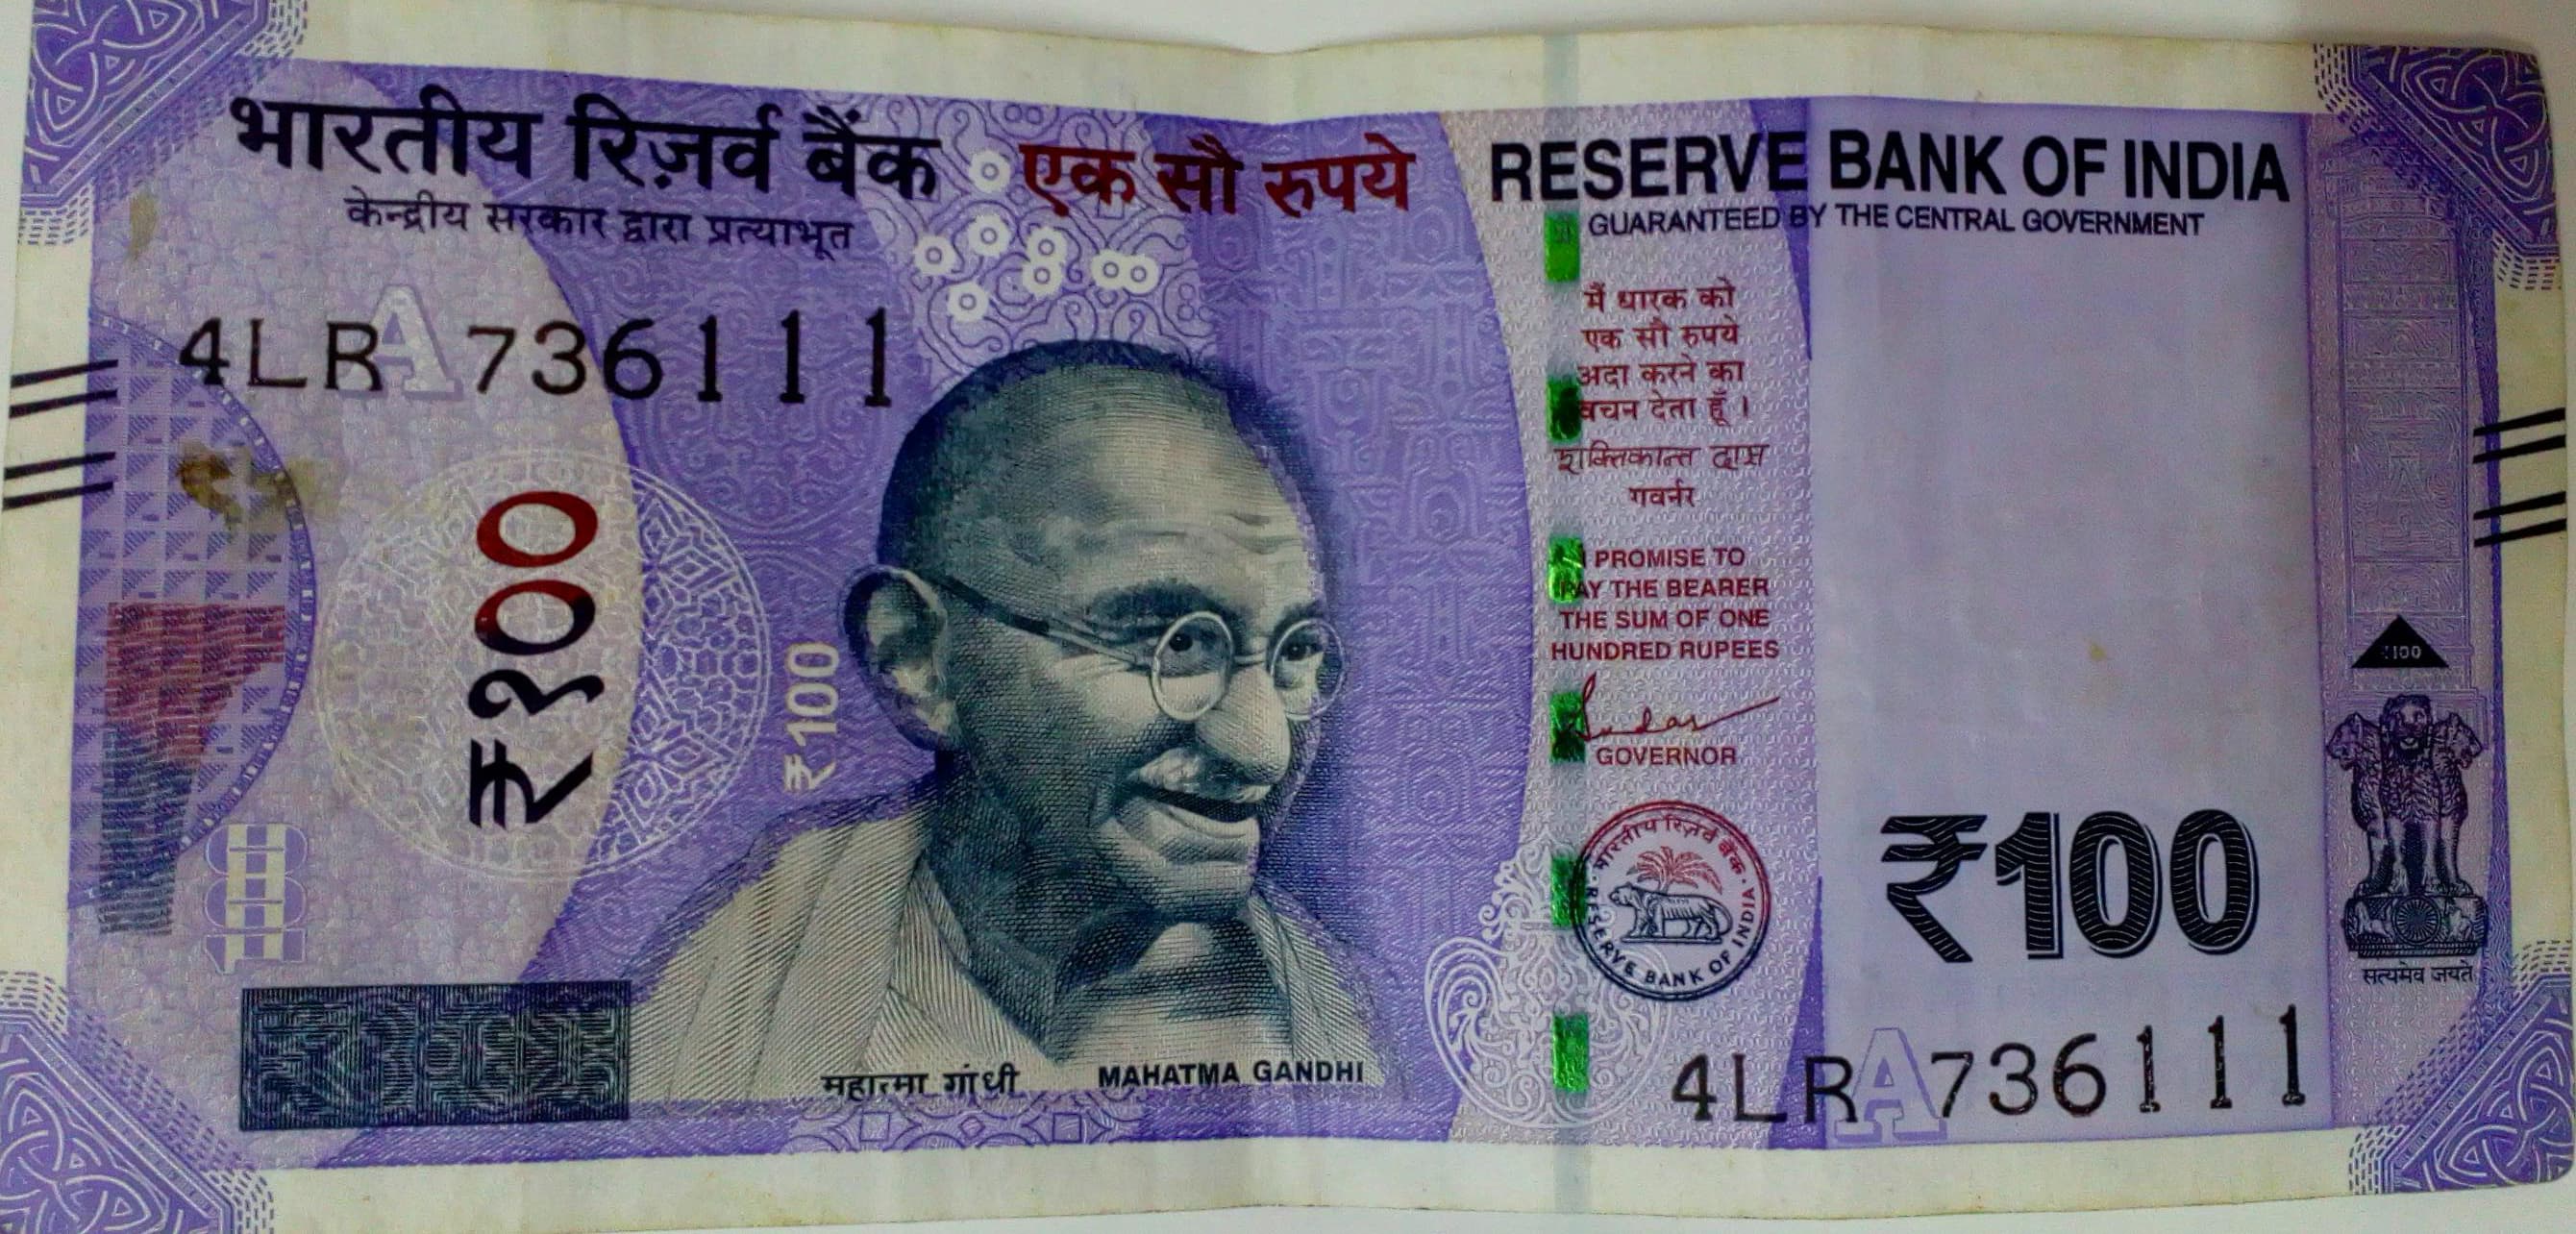 भारतीय रिज़र्व बैंक
केन्द्रीय सरकार द्वारा प्रत्याभूत
एक सौ रुपये
RESERVE BANK OF INDIA
GUARANTEED BY THE CENTRAL GOVERNMENT
4LR A 736111
₹१००
₹100
मैं धारक को
एक सौ रुपये
अदा करने का
वचन देता हूँ।
शक्तिकान्त दास
गवर्नर
I PROMISE TO
PAY THE BEARER
THE SUM OF ONE
HUNDRED RUPEES
GOVERNOR
भारतीय रिज़र्व बैंक
RESERVE BANK OF INDIA
₹100
₹100
सत्यमेव जयते
महात्मा गांधी
MAHATMA GANDHI
4LR A 736111